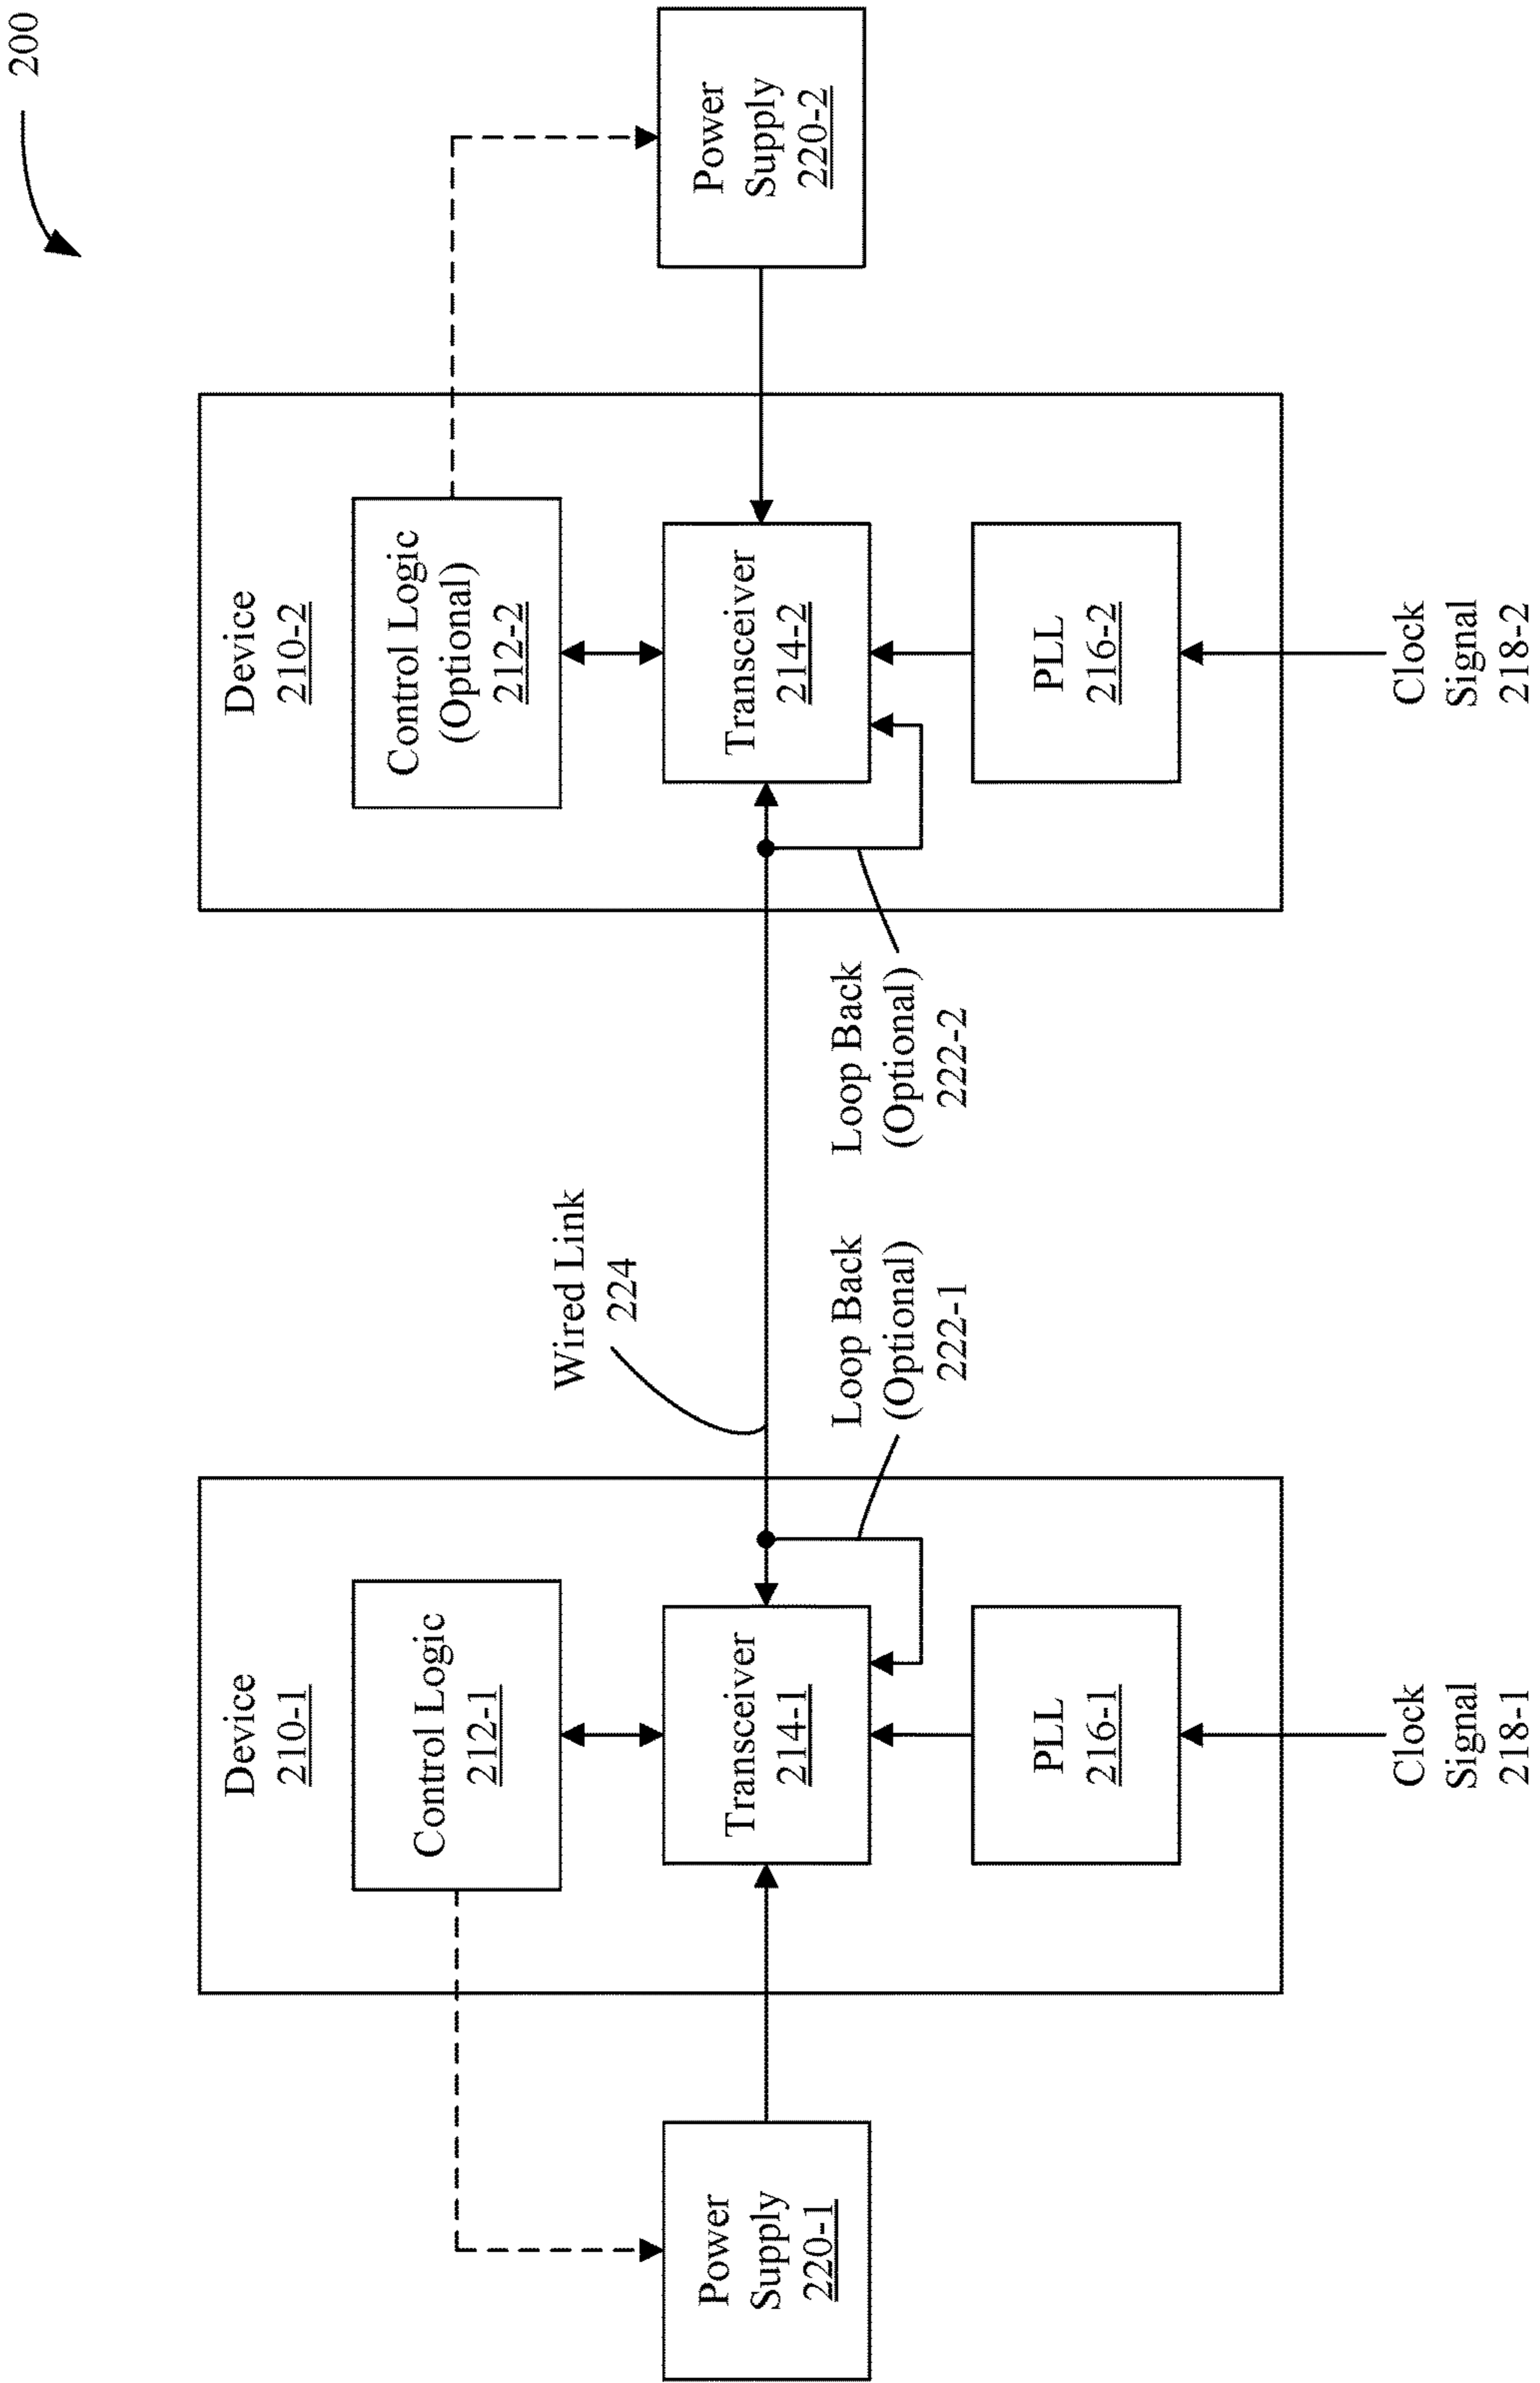 200
Device
210-1
Control Logic
212-1
Transceiver
214-1
PLL
216-1
Clock
Signal
218-1
Power
Supply
220-1
Wired Link
224
Loop Back
(Optional)
222-1
Loop Back
(Optional)
222-2
Device
210-2
Control Logic
(Optional)
212-2
Transceiver
214-2
PLL
216-2
Clock
Signal
218-2
Power
Supply
220-2